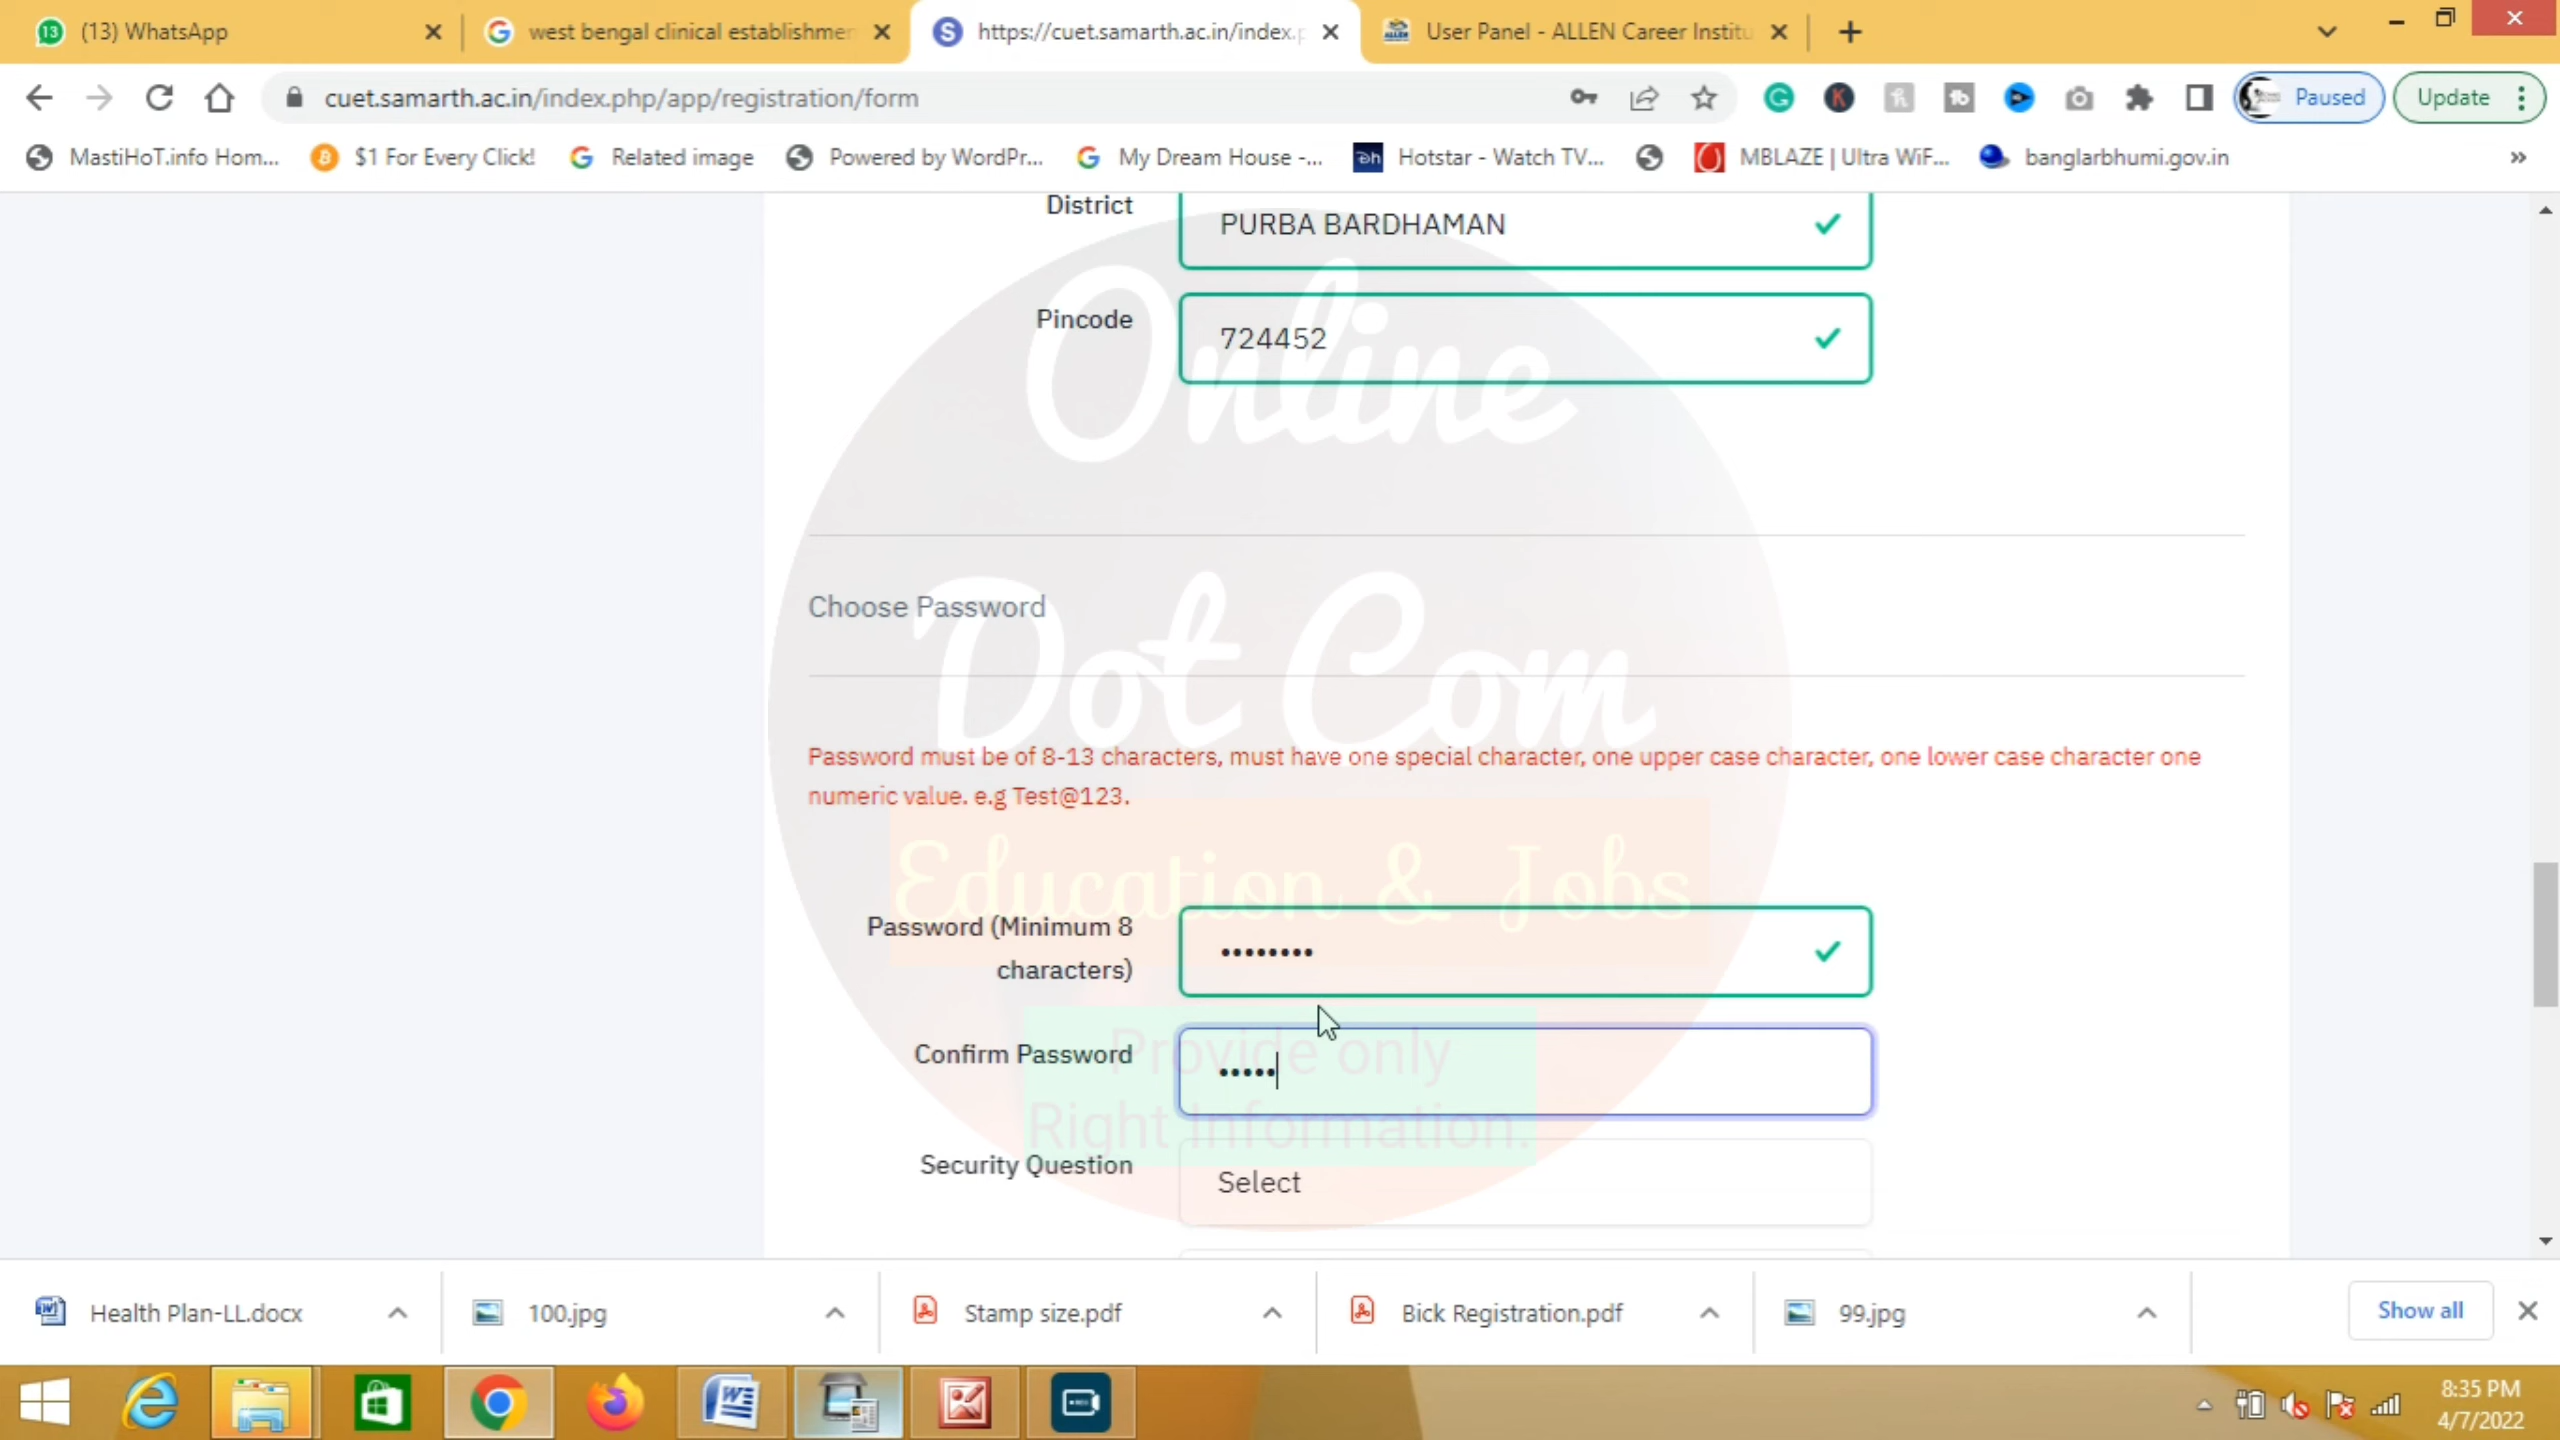 13
(13) WhatsApp
west bengal clinical establishmen
S
https://cuet.samarth.ac.in/index.p
ALLEN
User Panel - ALLEN Career Institu
cuet.samarth.ac.in/index.php/app/registration/form
Paused
Update
MastiHoT.info Hom...
$1 For Every Click!
Related image
Powered by WordPr...
My Dream House -...
Hotstar - Watch TV...
MBLAZE | Ultra WiF...
banglarbhumi.gov.in
»
District
PURBA BARDHAMAN
Pincode
724452
Online
Dot Com
Choose Password
Password must be of 8-13 characters, must have one special character, one upper case character, one lower case character one
numeric value. e.g Test@123.
Education & Jobs
Password (Minimum 8
characters)
••••••••
Provide only
Confirm Password
•••••
Right Information.
Security Question
Select
Health Plan-LL.docx
100.jpg
Stamp size.pdf
Bick Registration.pdf
99.jpg
Show all
8:35 PM
4/7/2022